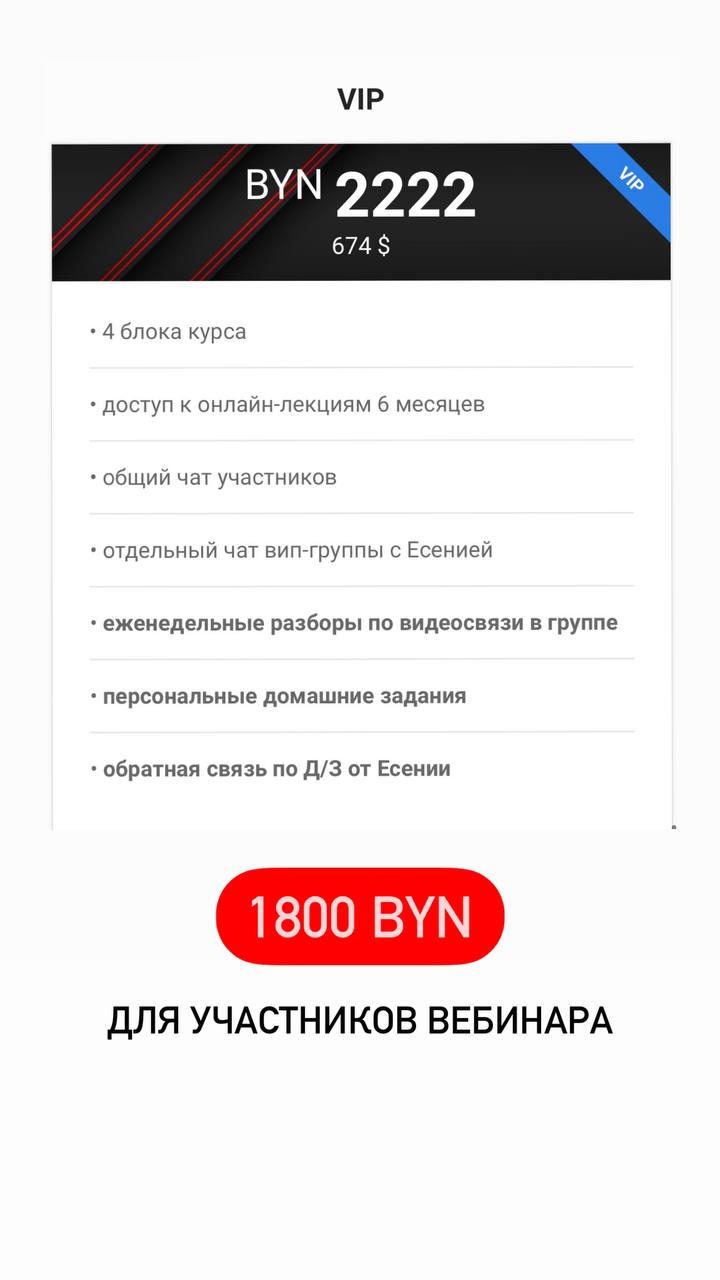 VIP
BYN 2222
VIP
674 $
• 4 блока курса
• доступ к онлайн-лекциям 6 месяцев
• общий чат участников
• отдельный чат вип-группы с Есенией
• еженедельные разборы по видеосвязи в группе
• персональные домашние задания
• обратная связь по Д/З от Есении
1800 BYN
ДЛЯ УЧАСТНИКОВ ВЕБИНАРА